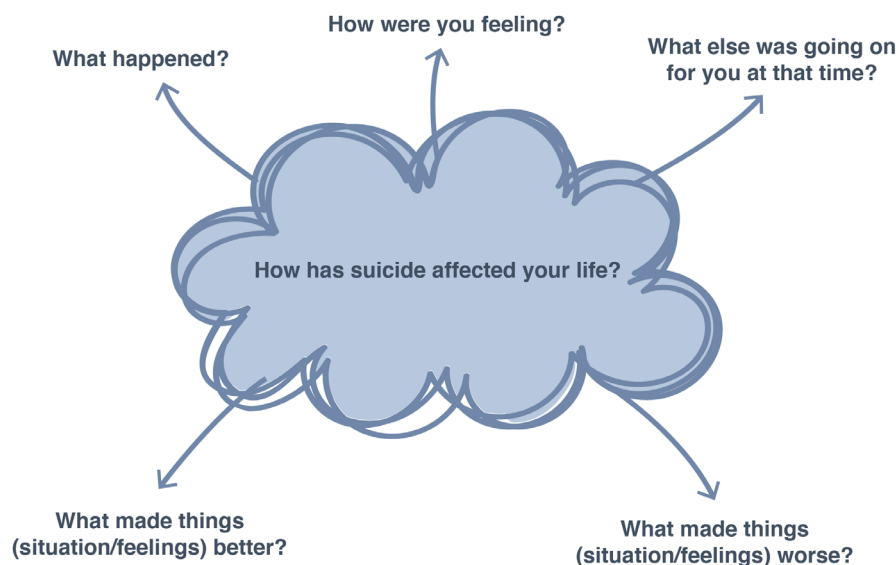 How were you feeling?
What happened?
What else was going on
for you at that time?
How has suicide affected your life?
What made things
(situation/feelings) better?
What made things
(situation/feelings) worse?